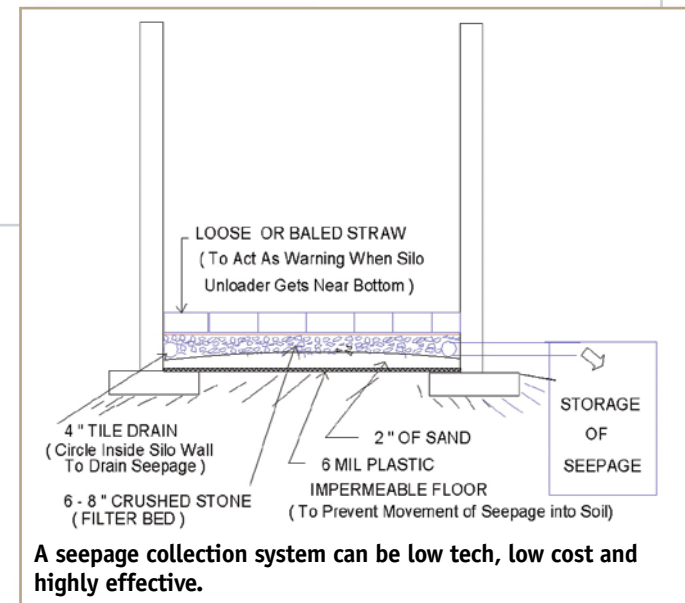 LOOSE OR BALED STRAW
( To Act As Warning When Silo
Unloader Gets Near Bottom )
4 " TILE DRAIN
( Circle Inside Silo Wall
To Drain Seepage )
6 - 8 " CRUSHED STONE
( FILTER BED )
2 " OF SAND
6 MIL PLASTIC
IMPERMEABLE FLOOR
( To Prevent Movement of Seepage into Soil)
STORAGE
OF
SEEPAGE
A seepage collection system can be low tech, low cost and
highly effective.